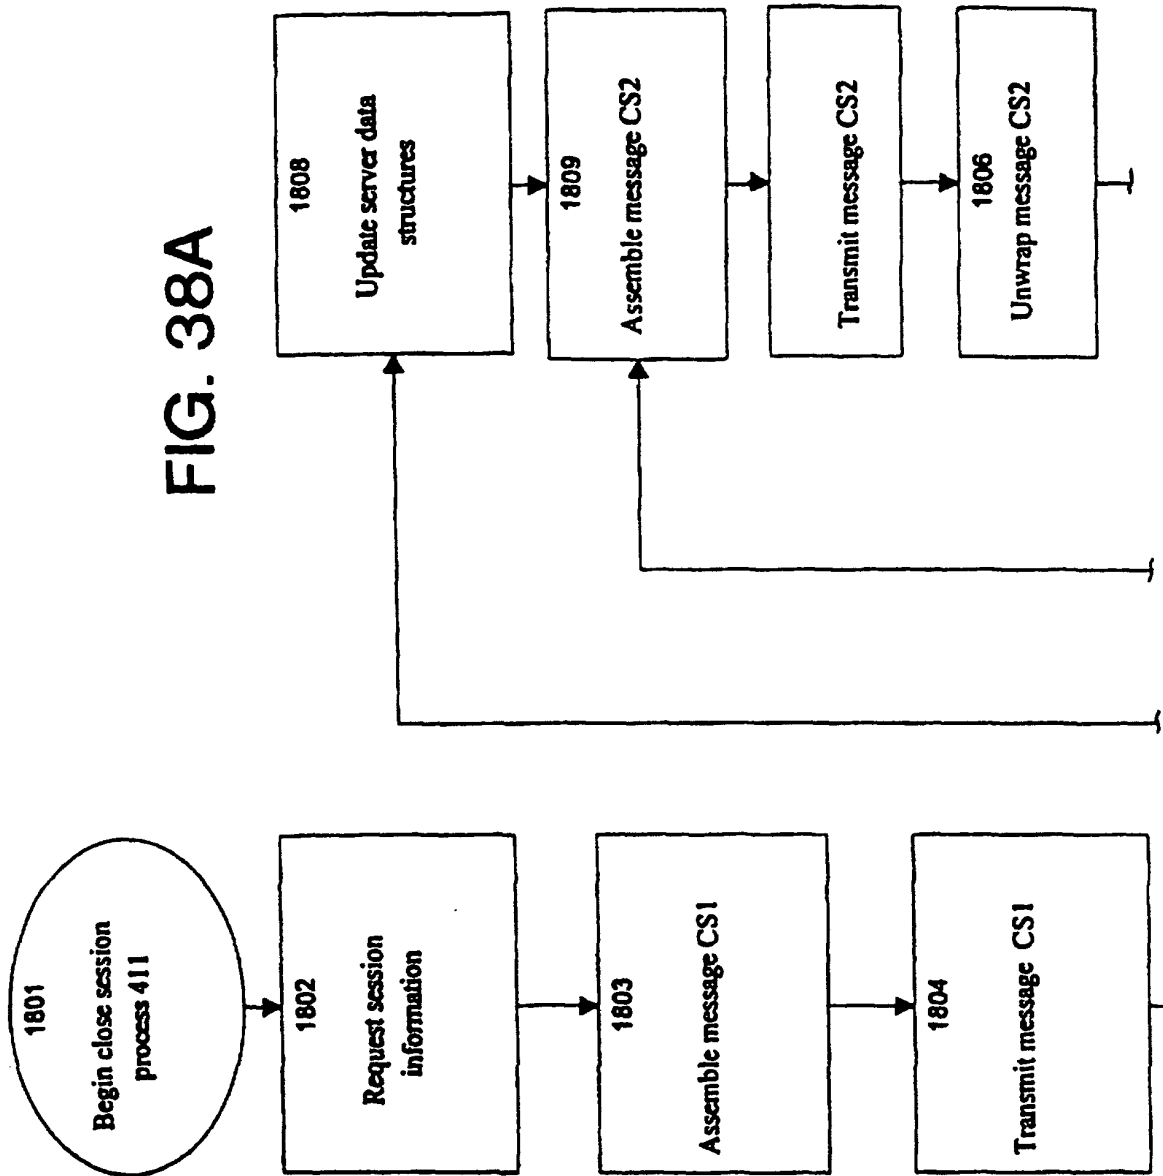 FIG. 38A
1801
Begin close session
process 411
1802
Request session
information
1803
Assemble message CS1
1804
Transmit message CS1
1808
Update server data
structures
1809
Assemble message CS2
Transmit message CS2
1806
Unwrap message CS2